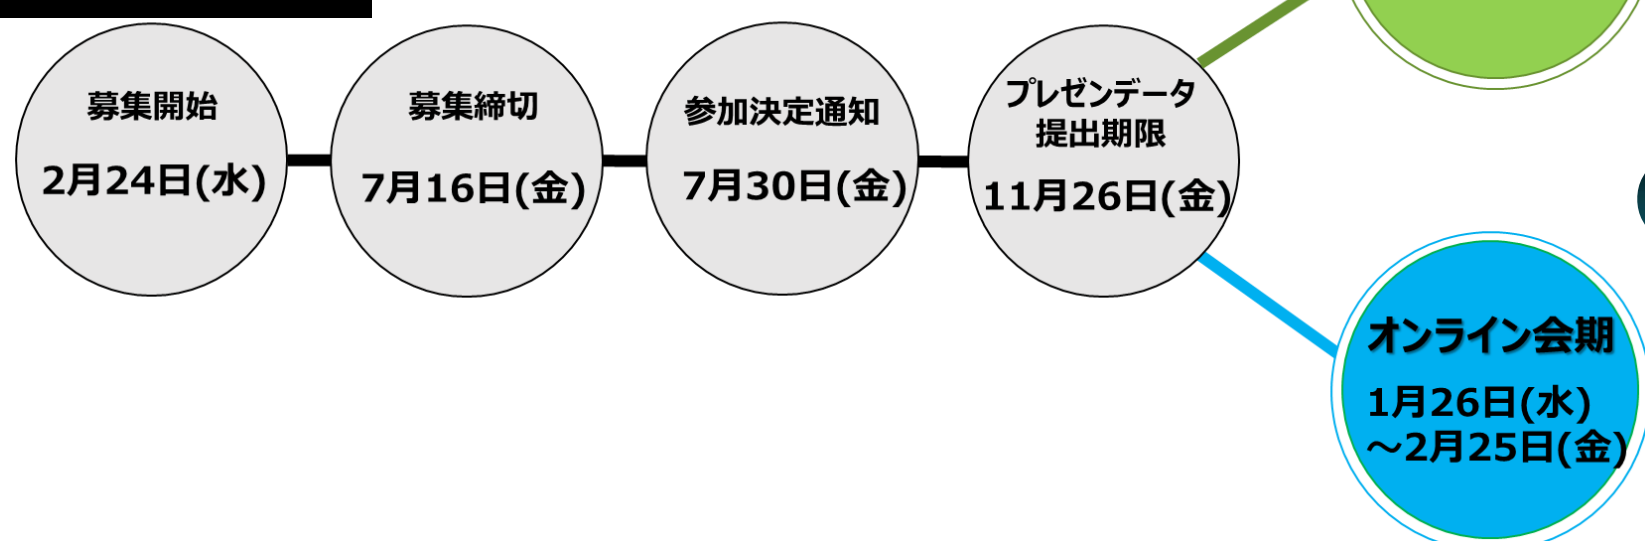 募集開始
2月24日(水)
募集締切
7月16日(金)
参加決定通知
7月30日(金)
プレゼンデータ
提出期限
11月26日(金)
オンライン会期
1月26日(水)
～2月25日(金)